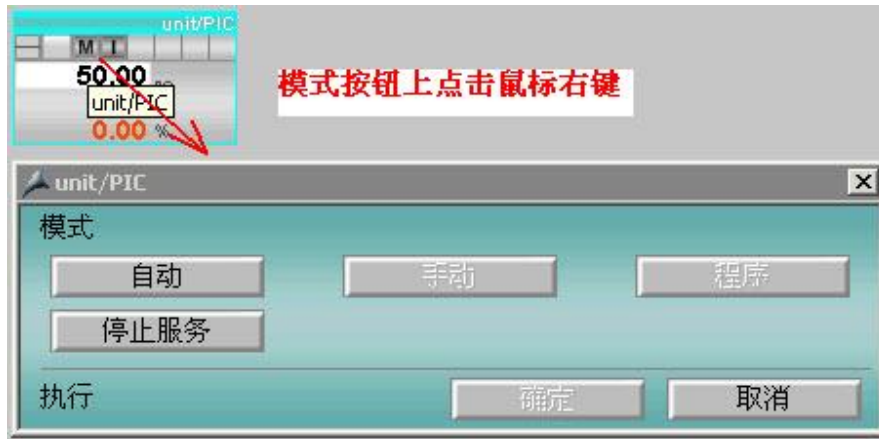 unit/PIC
M I
50.00
unit/PIC
0.00 %
模式按钮上点击鼠标右键
unit/PIC
模式
自动 手动 程序
停止服务
执行 确定 取消